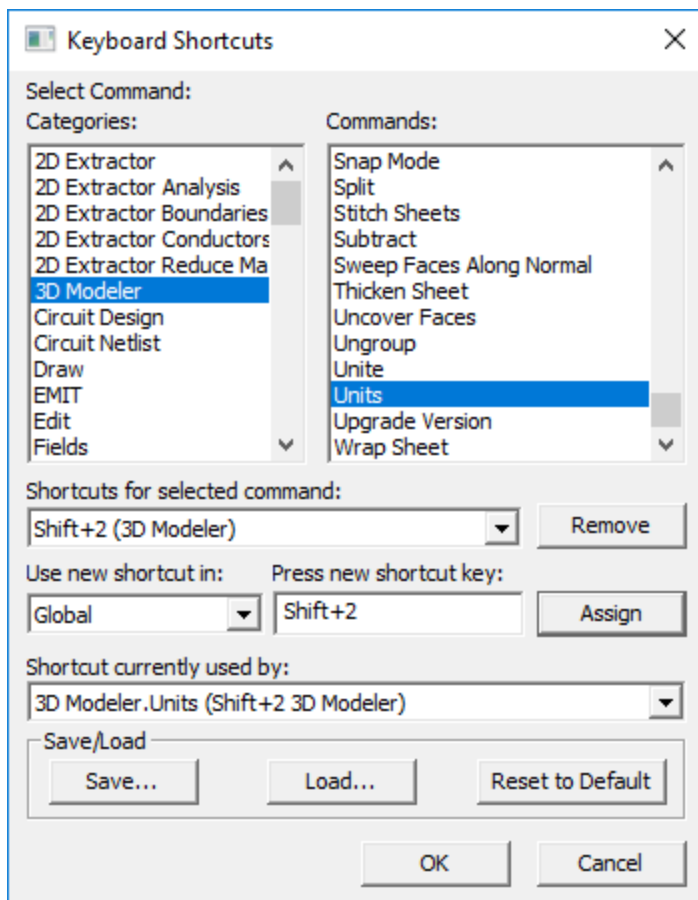 Keyboard Shortcuts
Select Command:
Categories:
Commands:
2D Extractor
2D Extractor Analysis
2D Extractor Boundaries
2D Extractor Conductors
2D Extractor Reduce Ma
3D Modeler
Circuit Design
Circuit Netlist
Draw
EMIT
Edit
Fields
Snap Mode
Split
Stitch Sheets
Subtract
Sweep Faces Along Normal
Thicken Sheet
Uncover Faces
Ungroup
Unite
Units
Upgrade Version
Wrap Sheet
Shortcuts for selected command:
Shift+2 (3D Modeler)
Remove
Use new shortcut in:
Press new shortcut key:
Global
Shift+2
Assign
Shortcut currently used by:
3D Modeler.Units (Shift+2 3D Modeler)
Save/Load
Save...
Load...
Reset to Default
OK
Cancel